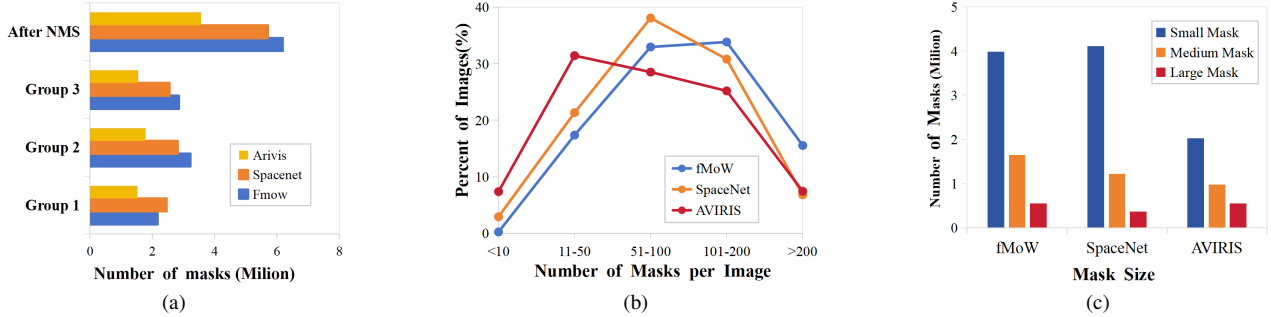 After NMS
Group 3
Group 2
Group 1
Arivis
Spacenet
Fmow
0 2 4 6 8
Number of masks (Milion)
(a)
40
30
20
10
0
Percent of Images(%)
fMoW
SpaceNet
AVIRIS
<10 11-50 51-100 101-200 >200
Number of Masks per Image
(b)
5
4
3
2
1
0
Number of Masks (Milion)
Small Mask
Medium Mask
Large Mask
fMoW SpaceNet AVIRIS
Mask Size
(c)